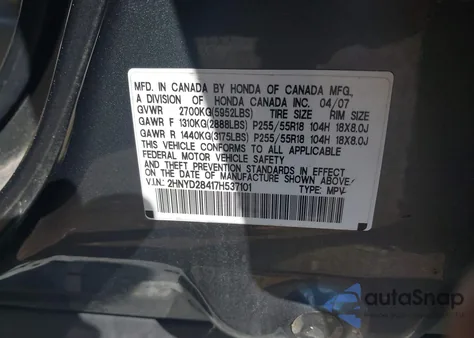 MFD. IN CANADA BY HONDA OF CANADA MFG.,
A DIVISION OF HONDA CANADA INC. 04/07
GVWR 2700KG(5952LBS) TIRE SIZE RIM SIZE
GAWR F 1310KG(2888LBS) P255/55R18 104H 18X8.0J
GAWR R 1440KG(3175LBS) P255/55R18 104H 18X8.0J
THIS VEHICLE CONFORMS TO ALL APPLICABLE
FEDERAL MOTOR VEHICLE SAFETY
AND THEFT PREVENTION STANDARDS IN EFFECT
ON THE DATE OF MANUFACTURE SHOWN ABOVE
V.I.N: 2HNYD28417H537101 TYPE: MPV
autoSnap